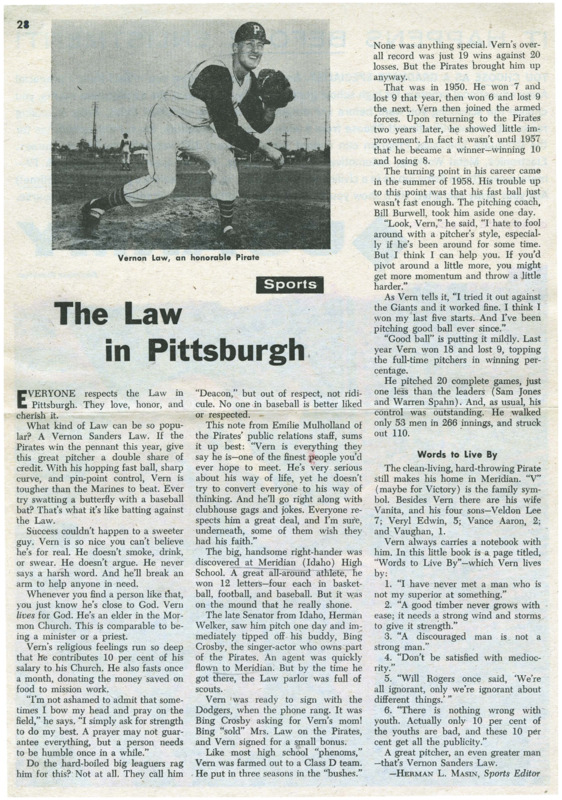 28
P
Vernon Law, an honorable Pirate
Sports
The Law
in Pittsburgh
EVERYONE respects the Law in
Pittsburgh. They love, honor, and
cherish it.
What kind of Law can be so popu-
lar? A Vernon Sanders Law. If the
Pirates win the pennant this year, give
this great pitcher a double share of
credit. With his hopping fast ball, sharp
curve, and pin-point control, Vern is
tougher than the Marines to beat. Ever
try swatting a butterfly with a baseball
bat? That's what it's like batting against
the Law.
Success couldn't happen to a sweeter
guy. Vern is so nice you can't believe
he's for real. He doesn't smoke, drink,
or swear. He doesn't argue. He never
says a harsh word. And he'll break an
arm to help anyone in need.
Whenever you find a person like that,
you just know he's close to God. Vern
lives for God. He's an elder in the Mor-
mon Church. This is comparable to be-
ing a minister or a priest.
Vern's religious feelings run so deep
that he contributes 10 per cent of his
salary to his Church. He also fasts once
a month, donating the money saved on
food to mission work.
"I'm not ashamed to admit that some-
times I bow my head and pray on the
field," he says. "I simply ask for strength
to do my best. A prayer may not guar-
antee everything, but a person needs
to be humble once in a while."
Do the hard-boiled big leaguers rag
him for this? Not at all. They call him
"Deacon," but out of respect, not ridi-
cule. No one in baseball is better liked
or respected.
This note from Emilie Mulholland of
the Pirates' public relations staff, sums
it up best: "Vern is everything they
say he is—one of the finest people you'd
ever hope to meet. He's very serious
about his way of life, yet he doesn't
try to convert everyone to his way of
thinking. And he'll go right along with
clubhouse gags and jokes. Everyone re-
spects him a great deal, and I'm sure,
underneath, some of them wish they
had his faith."
The big, handsome right-hander was
discovered at Meridian (Idaho) High
School. A great all-around athlete, he
won 12 letters—four each in basket-
ball, football, and baseball. But it was
on the mound that he really shone.
The late Senator from Idaho, Herman
Welker, saw him pitch one day and im-
mediately tipped off his buddy, Bing
Crosby, the singer-actor who owns part
of the Pirates. An agent was quickly
flown to Meridian. But by the time he
got there, the Law parlor was full of
scouts.
Vern was ready to sign with the
Dodgers, when the phone rang. It was
Bing Crosby asking for Vern's mom!
Bing "sold" Mrs. Law on the Pirates,
and Vern signed for a small bonus.
Like most high school "phenoms,"
Vern was farmed out to a Class D team.
He put in three seasons in the "bushes."
None was anything special. Vern's over-
all record was just 19 wins against 20
losses. But the Pirates brought him up
anyway.
That was in 1950. He won 7 and
lost 9 that year, then won 6 and lost 9
the next. Vern then joined the armed
forces. Upon returning to the Pirates
two years later, he showed little im-
provement. In fact it wasn't until 1957
that he became a winner—winning 10
and losing 8.
The turning point in his career came
in the summer of 1958. His trouble up
to this point was that his fast ball just
wasn't fast enough. The pitching coach,
Bill Burwell, took him aside one day.
"Look, Vern," he said, "I hate to fool
around with a pitcher's style, especial-
ly if he's been around for some time.
But I think I can help you. If you'd
pivot around a little more, you might
get more momentum and throw a little
harder."
As Vern tells it, "I tried it out against
the Giants and it worked fine. I think I
won my last five starts. And I've been
pitching good ball ever since."
"Good ball" is putting it mildly. Last
year Vern won 18 and lost 9, topping
the full-time pitchers in winning per-
centage.
He pitched 20 complete games, just
one less than the leaders (Sam Jones
and Warren Spahn). And, as usual, his
control was outstanding. He walked
only 53 men in 266 innings, and struck
out 110.
Words to Live By
The clean-living, hard-throwing Pirate
still makes his home in Meridian. "V"
(maybe for Victory) is the family sym-
bol. Besides Vern there are his wife
Vanita, and his four sons—Veldon Lee
7; Veryl Edwin, 5; Vance Aaron, 2;
and Vaughan, 1.
Vern always carries a notebook with
him. In this little book is a page titled,
"Words to Live By"—which Vern lives
by:
1. "I have never met a man who is
not my superior at something."
2. "A good timber never grows with
ease; it needs a strong wind and storms
to give it strength."
3. "A discouraged man is not a
strong man."
4. "Don't be satisfied with medioc-
rity."
5. "Will Rogers once said, 'We're
all ignorant, only we're ignorant about
different things.' "
6. "There is nothing wrong with
youth. Actually only 10 per cent of
the youths are bad, and these 10 per
cent get all the publicity."
A great pitcher, an even greater man
—that's Vernon Sanders Law.
—HERMAN L. MASIN, Sports Editor